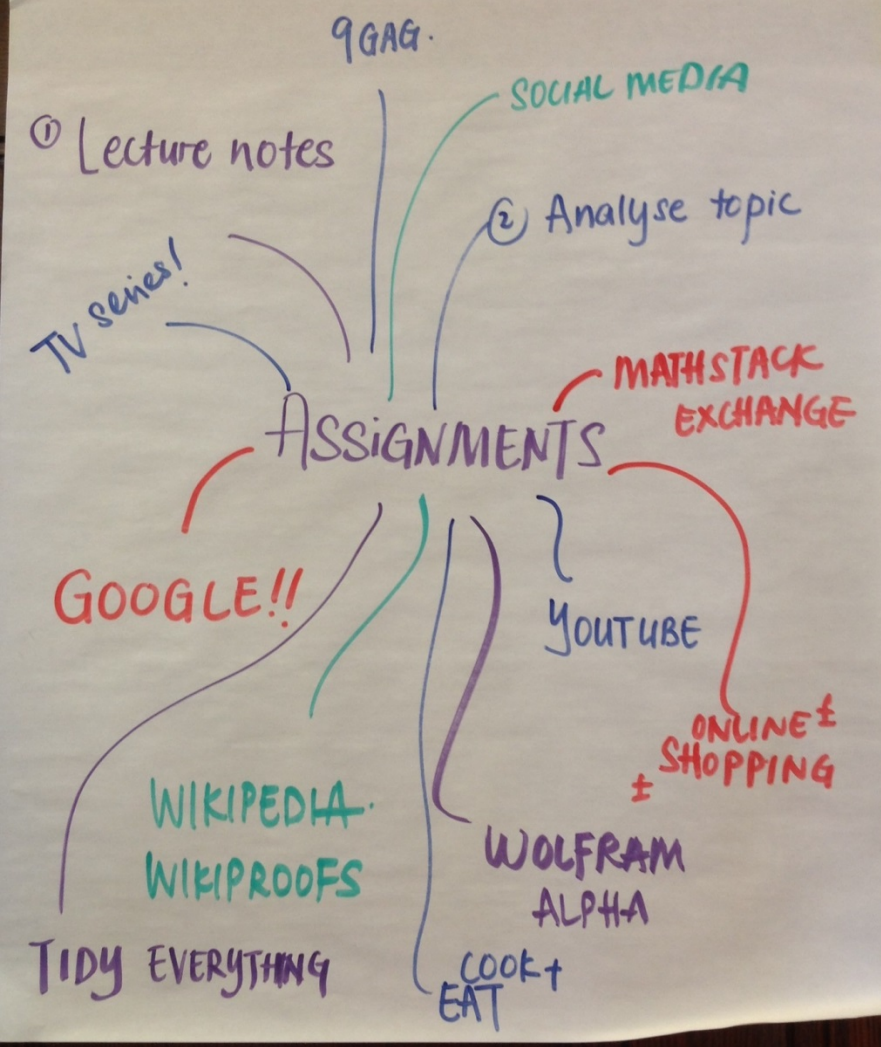 9GAG.
SOCIAL MEDIA
① Lecture notes
② Analyse topic
TV series!
MATHSTACK
EXCHANGE
ASSiGNMENTS
GOOGLE!!
YOUTUBE
ONLINE £
SHOPPING
£
WIKIPEDIA.
WIKIPROOFS
WOLFRAM
ALPHA
TIDY EVERYTHING
COOK +
EAT